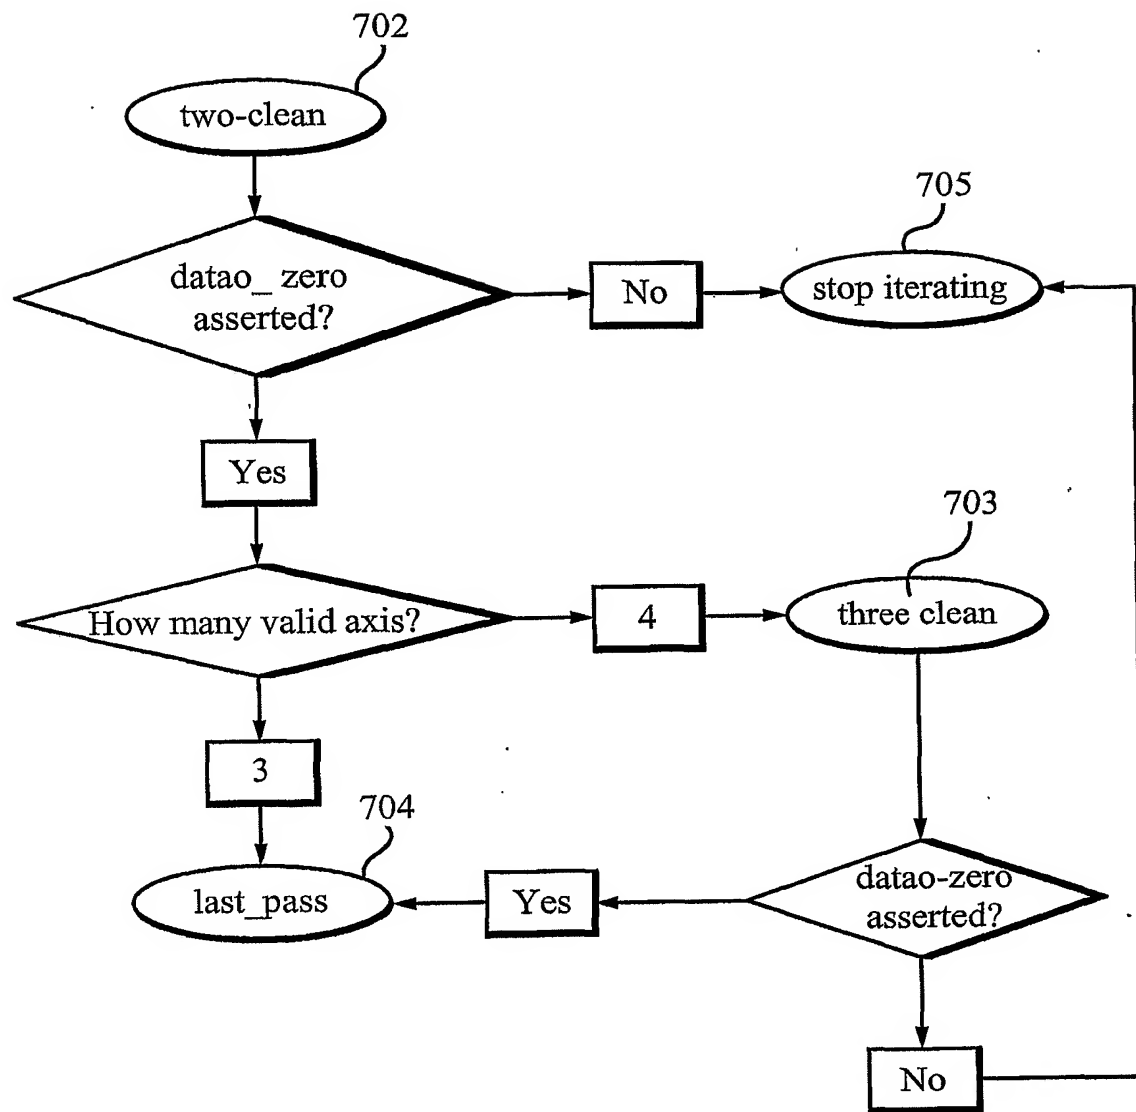 702
two-clean
705
datao_ zero
asserted?
No
stop iterating
Yes
703
How many valid axis?
4
three clean
3
704
last_pass
Yes
datao-zero
asserted?
No